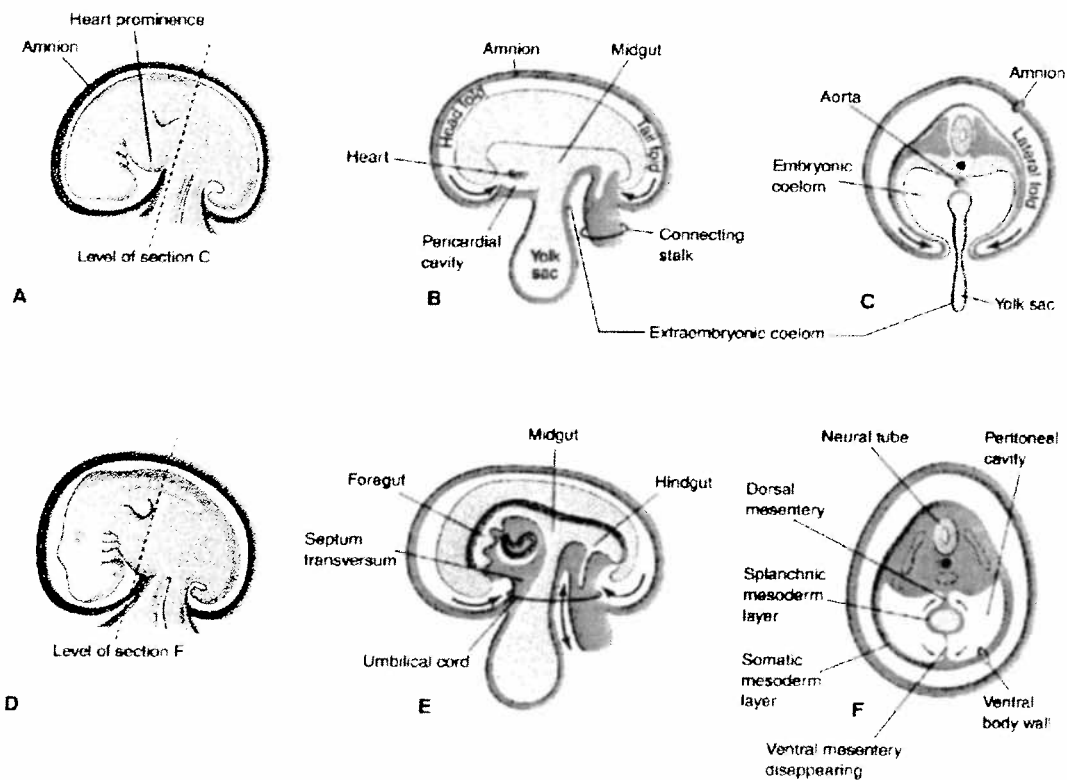 Heart prominence
Amnion
Level of section C
A
Amnion
Midgut
Head fold
Tail fold
Heart
Pericardial
cavity
Yolk
sac
Connecting
stalk
B
Extraembryonic coelom
Amnion
Aorta
Lateral fold
Embryonic
coelom
C
Yolk sac
Level of section F
D
Midgut
Foregut
Hindgut
Septum
transversum
Umbilical cord
E
Neural tube
Peritoneal
cavity
Dorsal
mesentery
Splanchnic
mesoderm
layer
Somatic
mesoderm
layer
F
Ventral
body wall
Ventral mesentery
disappearing